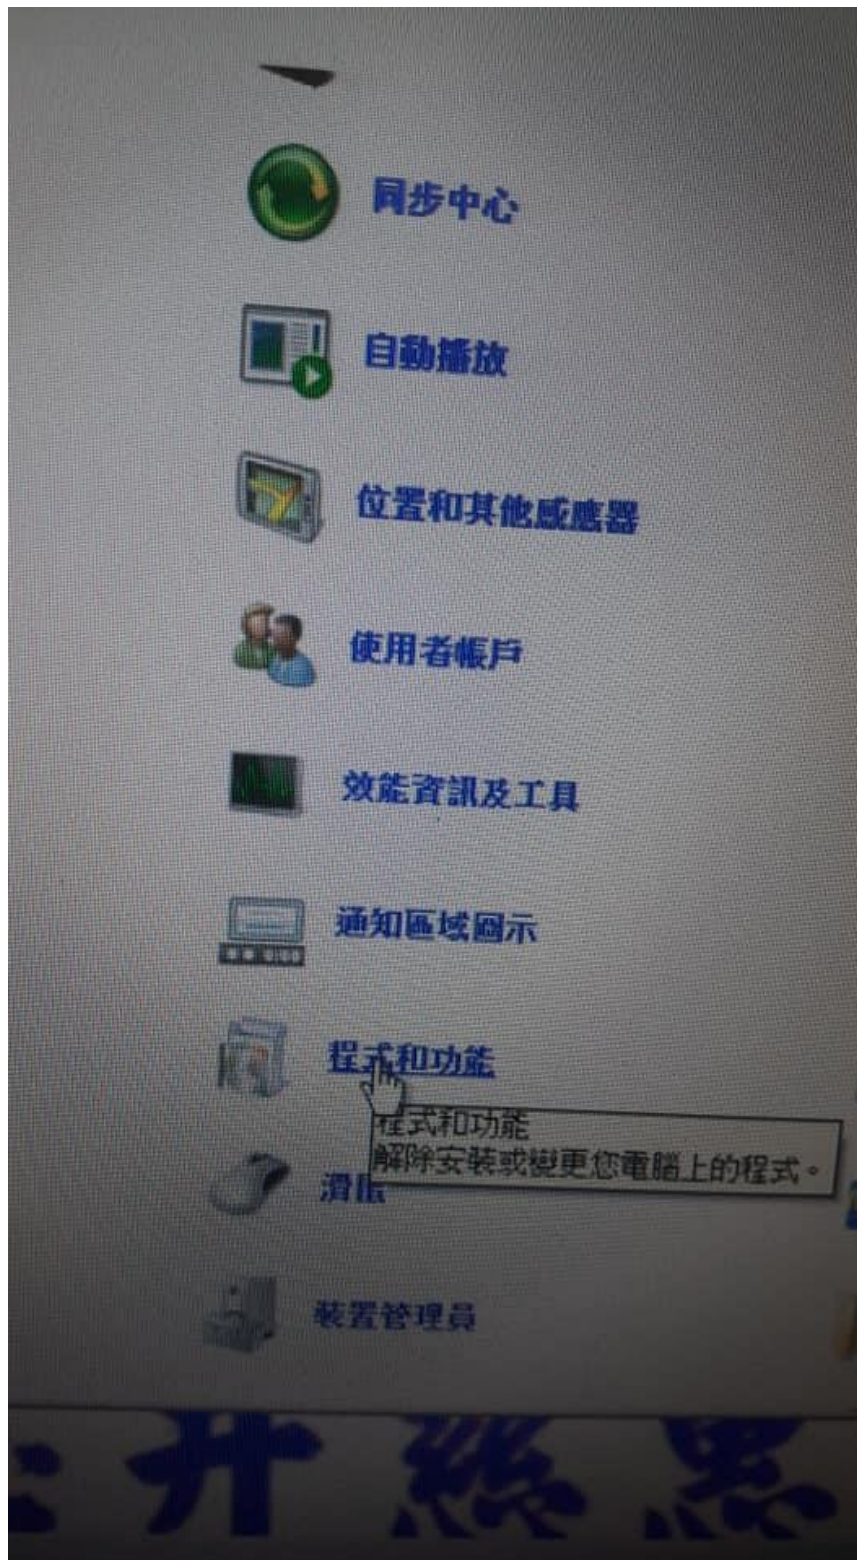 同步中心
自動播放
位置和其他感應器
使用者帳戶
效能資訊及工具
通知區域圖示
程式和功能
程式和功能
解除安裝或變更您電腦上的程式。
滑鼠
裝置管理員